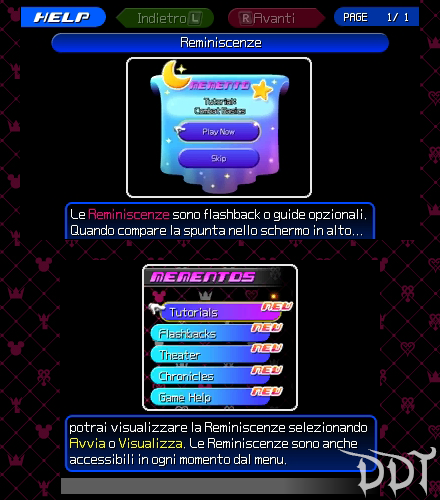 HELP
Indietro L
R Avanti
PAGE 1/ 1
Reminiscenze
MEMENTO
Tutorial:
Combat Basics
Play Now
Skip
Le Reminiscenze sono flashback o guide opzionali.
Quando compare la spunta nello schermo in alto...
MEMENTOS
Tutorials NEW
Flashbacks NEW
Theater NEW
Chronicles NEW
Game Help NEW
potrai visualizzare la Reminiscenze selezionando
Avvia o Visualizza. Le Reminiscenze sono anche
accessibili in ogni momento dal menu.
DDT